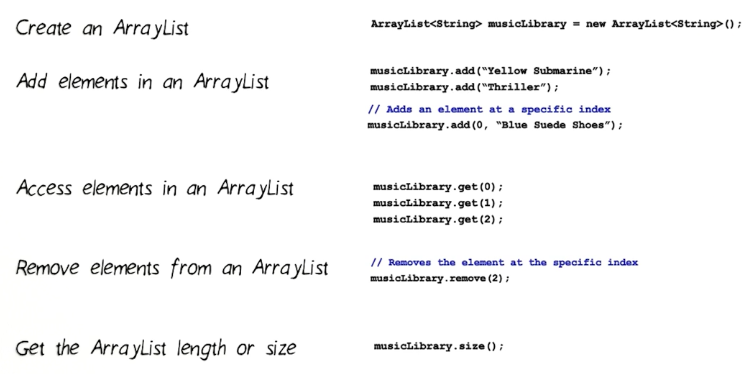 Create an ArrayList
ArrayList<String> musicLibrary = new ArrayList<String>();
Add elements in an ArrayList
musicLibrary.add(“Yellow Submarine”);
musicLibrary.add(“Thriller”);
// Adds an element at a specific index
musicLibrary.add(0, “Blue Suede Shoes”);
Access elements in an ArrayList
musicLibrary.get(0);
musicLibrary.get(1);
musicLibrary.get(2);
Remove elements from an ArrayList
// Removes the element at the specific index
musicLibrary.remove(2);
Get the ArrayList length or size
musicLibrary.size();